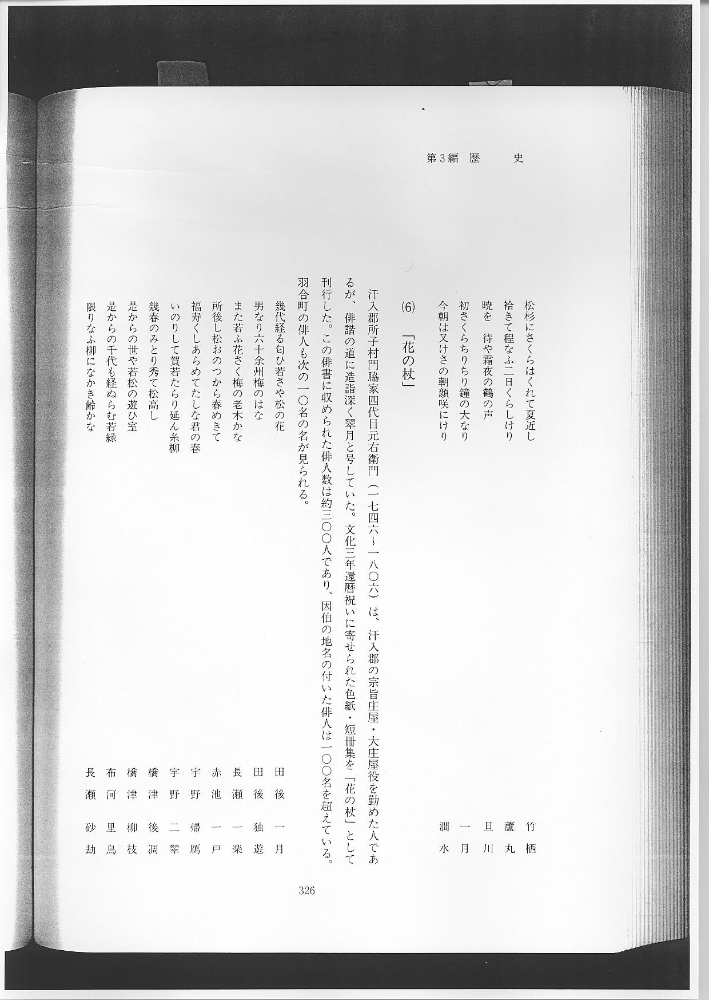 第3編 歴 史
松杉にさくらはくれて夏近し 竹栖
袷きて程なふ二日くらしけり 蘆丸
暁を 待や霜夜の鶴の声 旦川
初さくらちりちり鐘の大なり 一月
今朝は又けさの朝顔咲にけり 澗水
(6) 「花の杖」
汗入郡所子村門脇家四代目元右衛門（一七四六～一八〇六）は、汗入郡の宗旨庄屋・大庄屋役を勤めた人であ
るが、俳諧の道に造詣深く翠月と号していた。文化三年還暦祝いに寄せられた色紙・短冊集を「花の杖」として
刊行した。この俳書に収められた俳人数は約三〇〇人であり、因伯の地名の付いた俳人は一〇〇名を超えている。
羽合町の俳人も次の一〇名の名が見られる。
幾代経る匂ひ若さや松の花 田後 一月
男なり六十余州梅のはな 田後 独遊
また若ふ花さく梅の老木かな 長瀬 一楽
所後し松おのつから春めきて 赤池 一戸
福寿くしあらめてたしな君の春 宇野 帰鴈
いのりして賀若たらり延ん糸柳 宇野 二翠
幾春のみとり秀て松高し 橋津 後凋
是からの世や若松の遊ひ室 橋津 柳枝
是からの千代も経ぬらむ若緑 布河 里鳥
限りなふ柳になかき齢かな 長瀬 砂劫
326